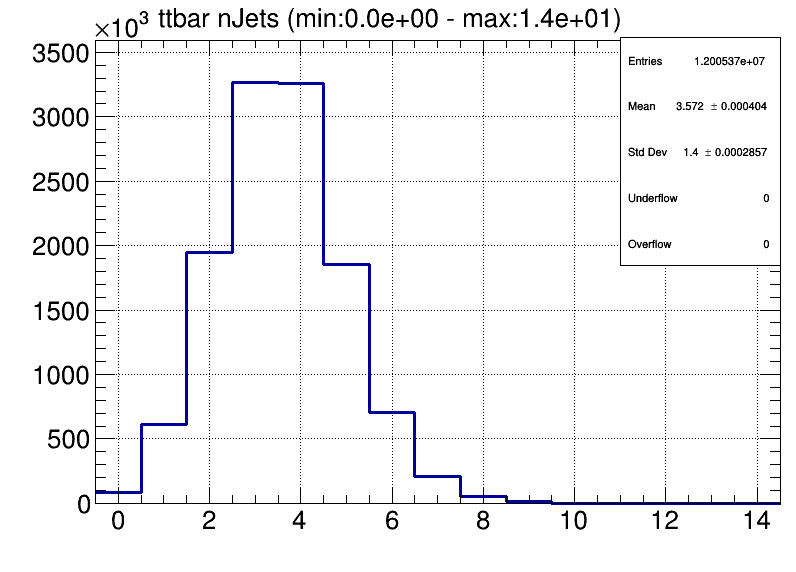 ×10³ ttbar nJets (min:0.0e+00 - max:1.4e+01)
Entries 1.200537e+07
Mean 3.572 ± 0.000404
Std Dev 1.4 ± 0.0002857
Underflow 0
Overflow 0
3500
3000
2500
2000
1500
1000
500
0
0 2 4 6 8 10 12 14